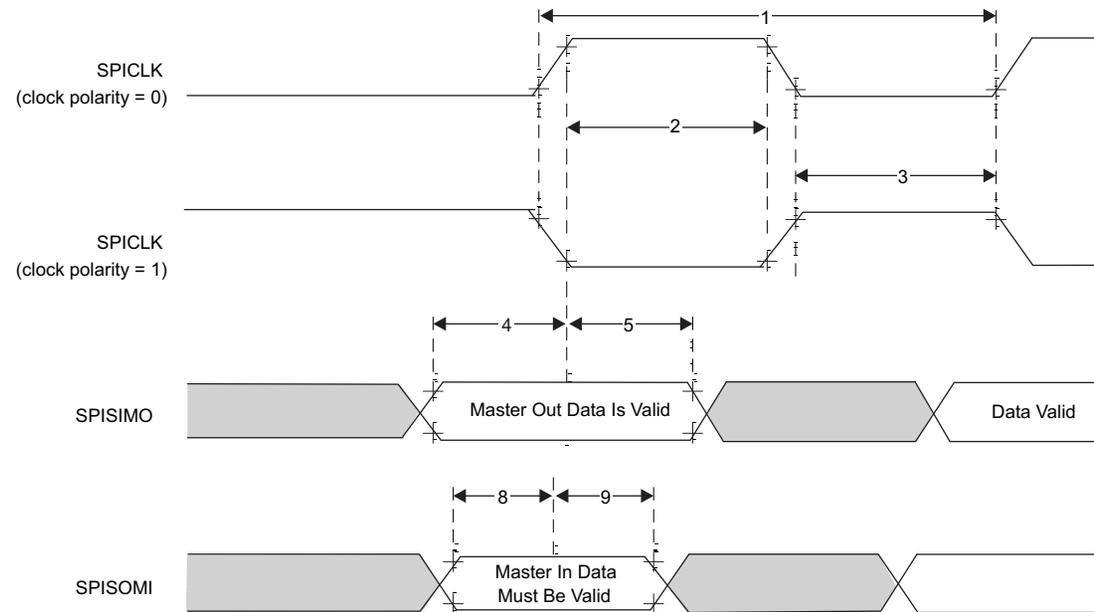 1
SPICLK
(clock polarity = 0)
2
3
SPICLK
(clock polarity = 1)
4
5
SPISIMO
Master Out Data Is Valid
Data Valid
8
9
SPISOMI
Master In Data
Must Be Valid